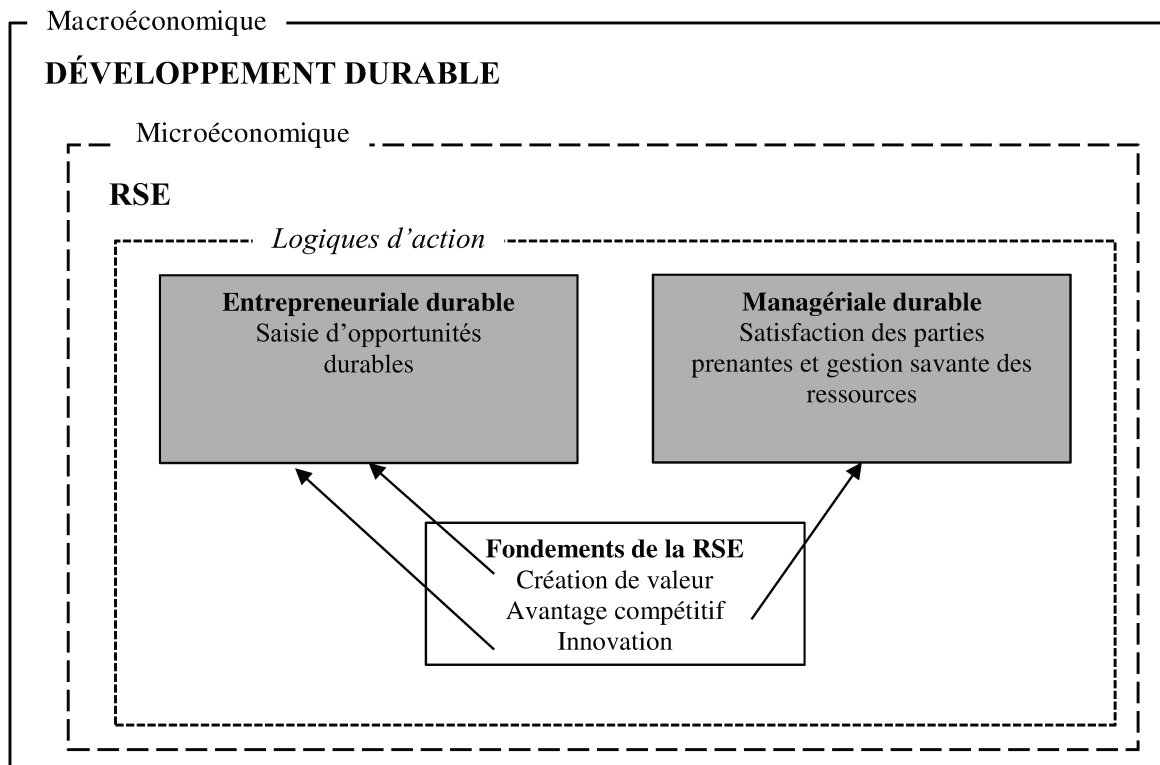 Macroéconomique
DÉVELOPPEMENT DURABLE
Microéconomique
RSE
Logiques d’action
Entrepreneuriale durable
Saisie d’opportunités
durables
Managériale durable
Satisfaction des parties
prenantes et gestion savante des
ressources
Fondements de la RSE
Création de valeur
Avantage compétitif
Innovation